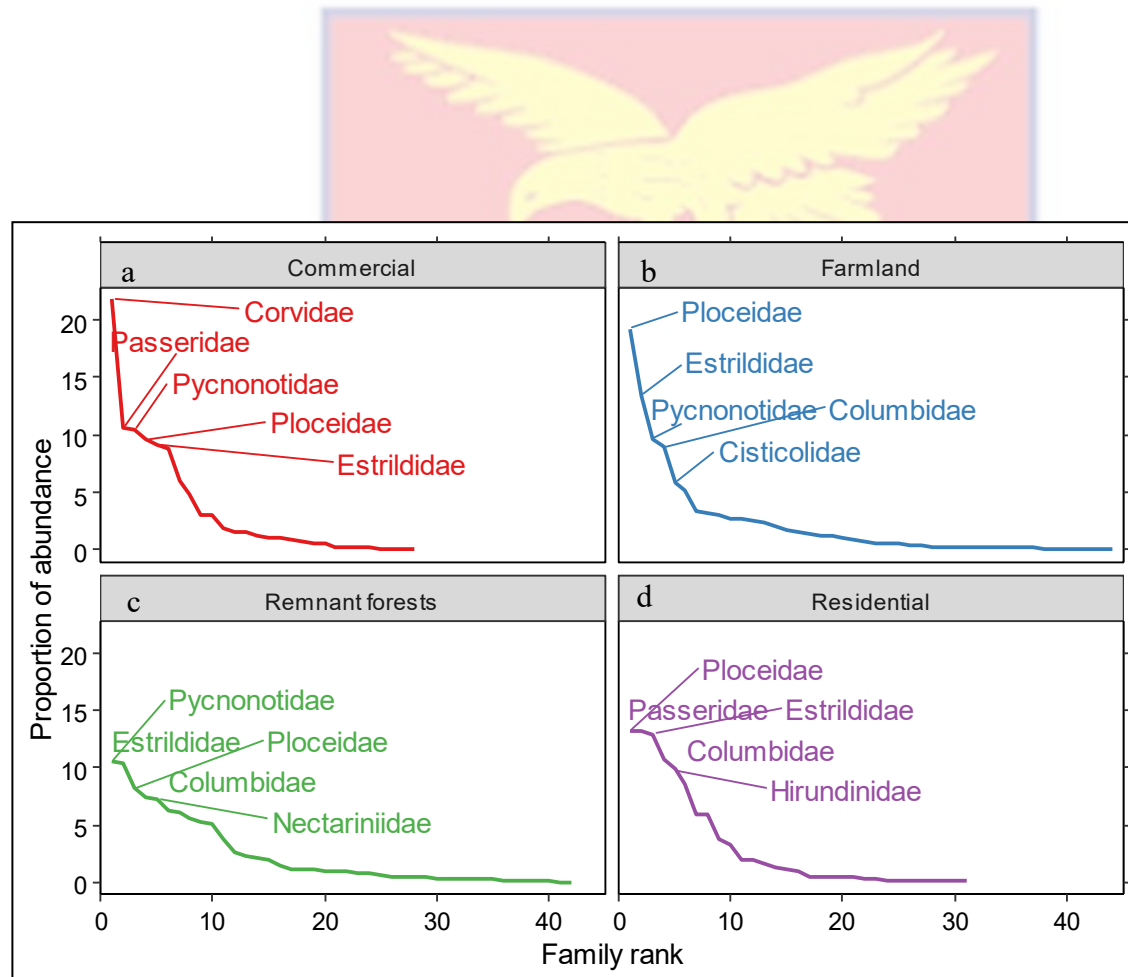 a Commercial
b Farmland
Proportion of abundance
20
15
10
5
0
Corvidae
Passeridae
Pycnonotidae
Ploceidae
Estrildidae
Ploceidae
Estrildidae
Pycnonotidae Columbidae
Cisticolidae
c Remnant forests
d Residential
20
15
10
5
0
Pycnonotidae
Estrildidae Ploceidae
Columbidae
Nectariniidae
Ploceidae
Passeridae Estrildidae
Columbidae
Hirundinidae
0 10 20 30 40
0 10 20 30 40
Family rank